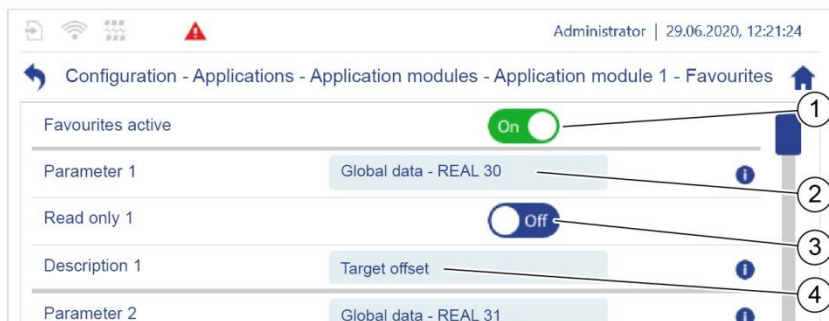 Administrator | 29.06.2020, 12:21:24
Configuration - Applications - Application modules - Application module 1 - Favourites
Favourites active On 1
Parameter 1 Global data - REAL 30 2
Read only 1 Off 3
Description 1 Target offset 4
Parameter 2 Global data - REAL 31